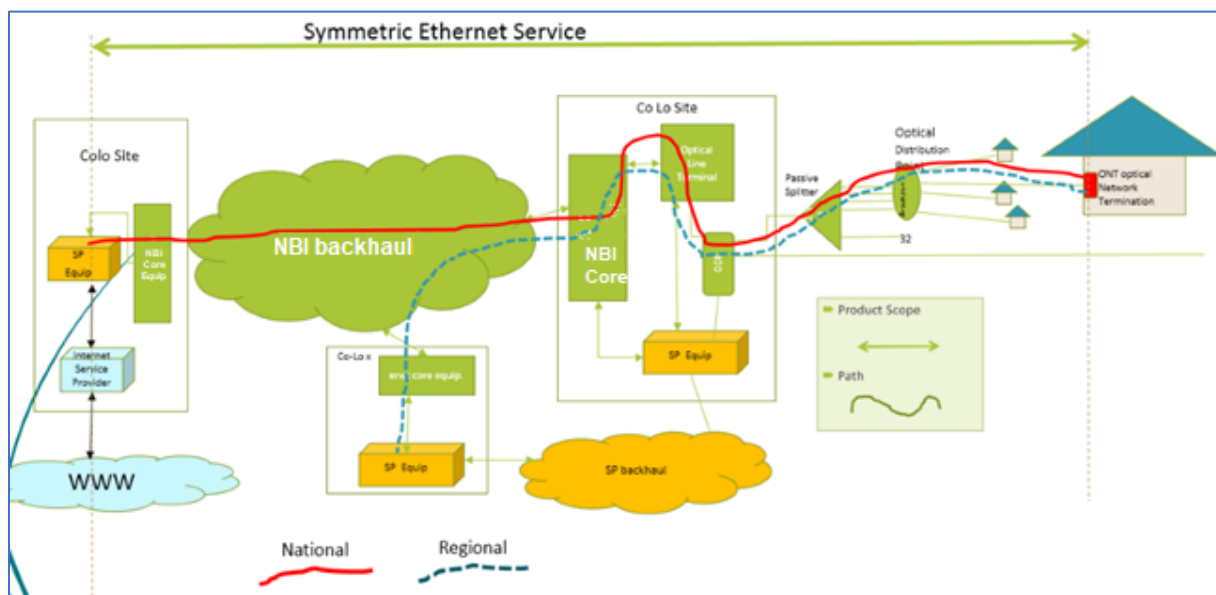 Symmetric Ethernet Service
Colo Site
SP
Equip
NBI
Core
Equip
Internet
Service
Provider
WWW
NBI backhaul
Co-Lo x
core equip.
SP Equip
SP backhaul
Co Lo Site
NBI
Core
Optical
Line
Terminal
SP Equip
Passive
Splitter
Optical
Distribution
32
ONT optical
Network
Termination
Product Scope
Path
National
Regional